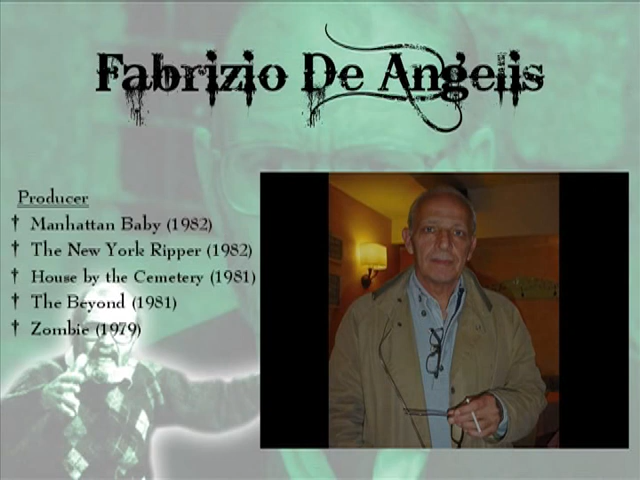 Fabrizio De Angelis
Producer
† Manhattan Baby (1982)
† The New York Ripper (1982)
† House by the Cemetery (1981)
† The Beyond (1981)
† Zombie (1979)